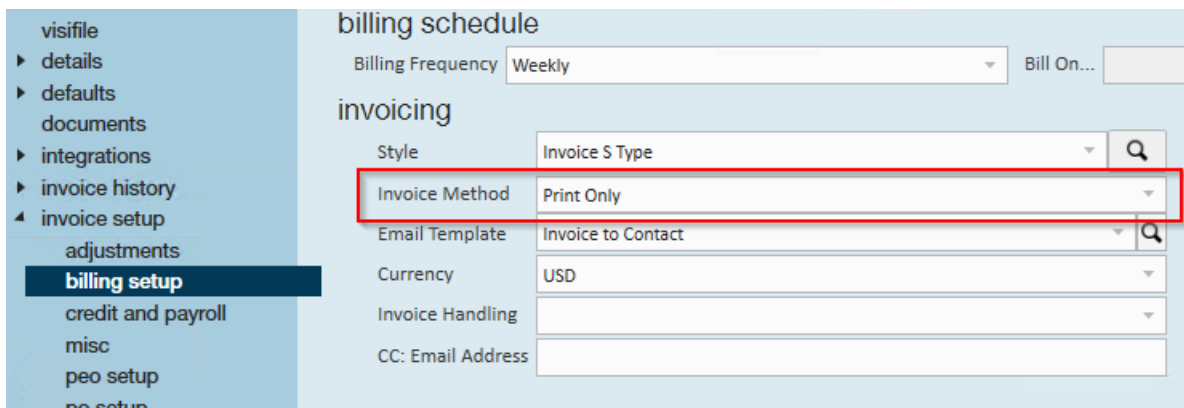 visifile
details
defaults
documents
integrations
invoice history
invoice setup
adjustments
billing setup
credit and payroll
misc
peo setup
po setup
billing schedule
Billing Frequency Weekly Bill On...
invoicing
Style Invoice S Type
Invoice Method Print Only
Email Template Invoice to Contact
Currency USD
Invoice Handling
CC: Email Address